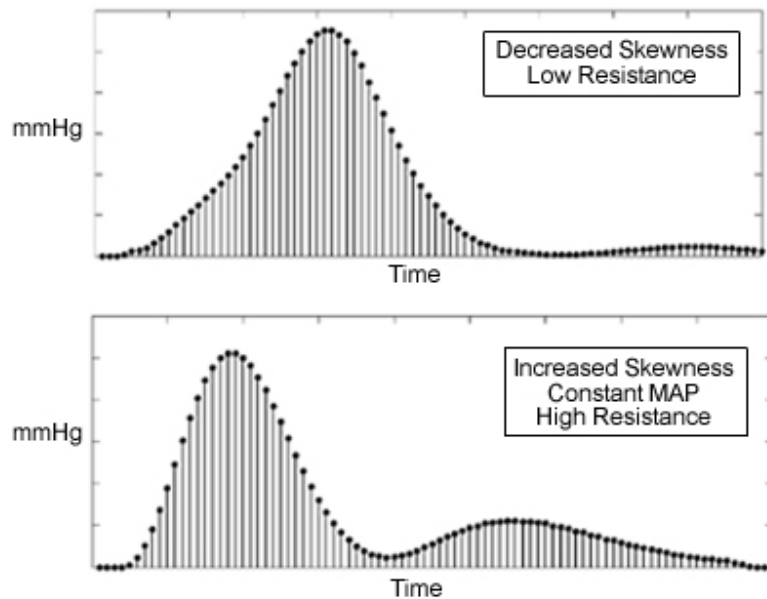 Decreased Skewness
Low Resistance
mmHg
Time
Increased Skewness
Constant MAP
High Resistance
mmHg
Time